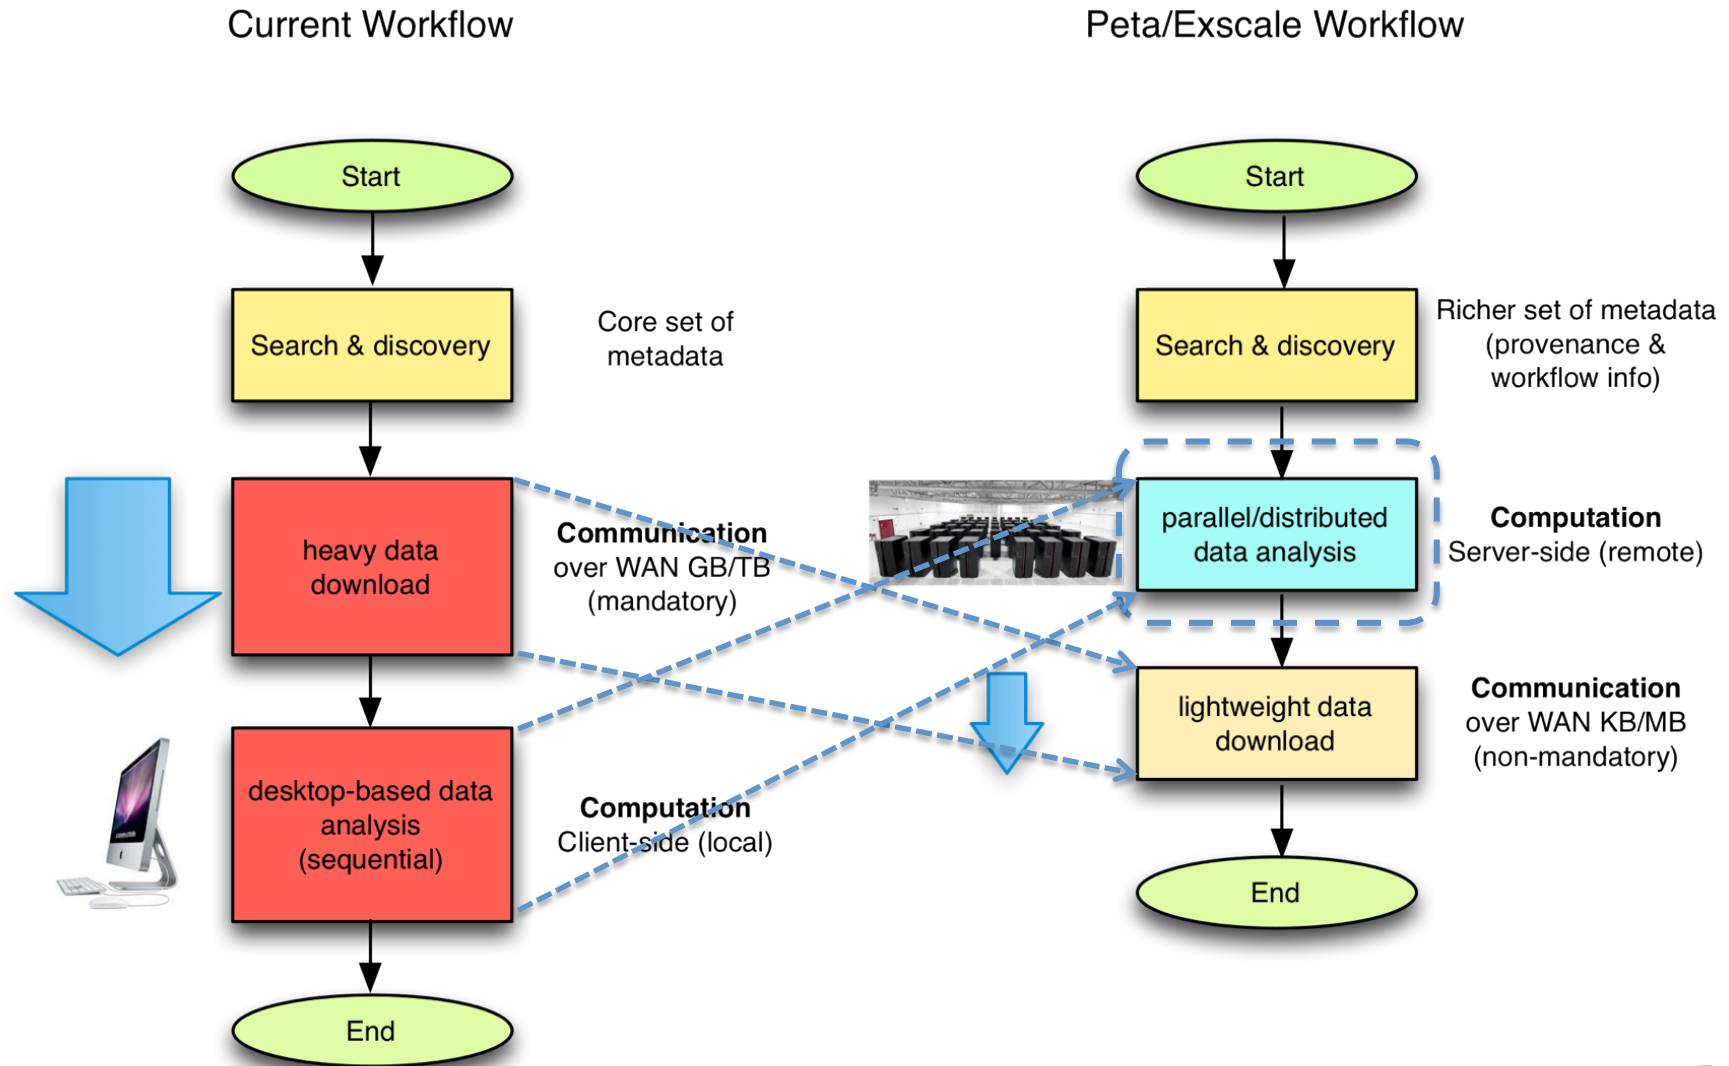 Current Workflow
Start
Search & discovery
Core set of
metadata
heavy data
download
Communication
over WAN GB/TB
(mandatory)
desktop-based data
analysis
(sequential)
Computation
Client-side (local)
End
Peta/Exscale Workflow
Start
Search & discovery
Richer set of metadata
(provenance &
workflow info)
parallel/distributed
data analysis
Computation
Server-side (remote)
lightweight data
download
Communication
over WAN KB/MB
(non-mandatory)
End